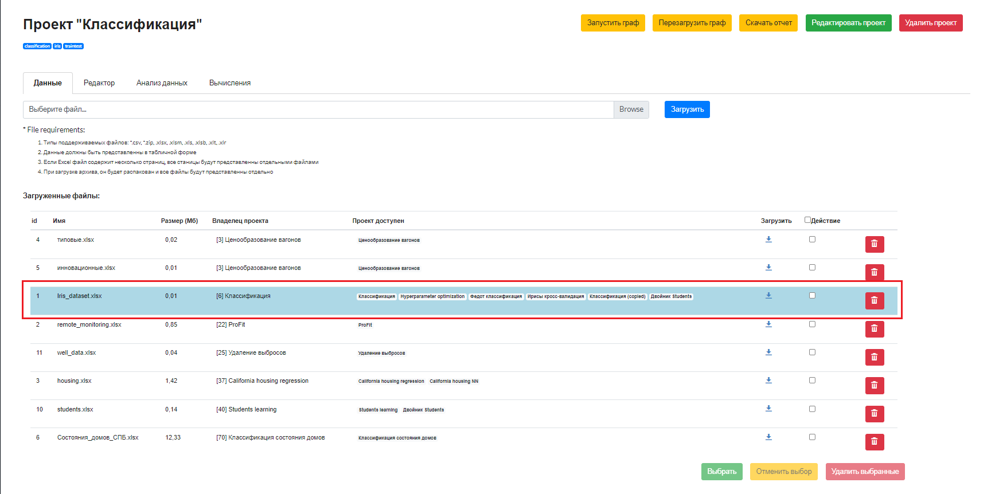 Проект "Классификация"
Запустить граф Перезагрузить граф Скачать отчет Редактировать проект Удалить проект
classification iris traintest
Данные Редактор Анализ данных Вычисления
Выберите файл... Browse Загрузить
* File requirements:
1. Типы поддерживаемых файлов: *.csv, *.zip, .xlsx, .xlsm, .xls, .xlsb, .xlt, .xlr
2. Данные должны быть представленны в табличной форме
3. Если Excel файл содержит несколько страниц, все станицы будут представленны отдельными файлами
4. При загрузке архива, он будет распакован и все файлы будут представленны отдельно
Загруженные файлы:
id Имя Размер (Мб) Владелец проекта Проект доступен Загрузить Действие
4 типовые.xlsx 0,02 [3] Ценообразование вагонов Ценообразование вагонов
5 инновационные.xlsx 0,01 [3] Ценообразование вагонов Ценообразование вагонов
1 Iris_dataset.xlsx 0,01 [6] Классификация Классификация Hyperparameter optimization Федот классификация Ирисы кросс-валидация Классификация (copied) Двойник Students
2 remote_monitoring.xlsx 0,85 [22] ProFit ProFit
11 well_data.xlsx 0,04 [25] Удаление выбросов Удаление выбросов
3 housing.xlsx 1,42 [37] California housing regression California housing regression California housing NN
10 students.xlsx 0,14 [40] Students learning Students learning Двойник Students
6 Состояния_домов_СПБ.xlsx 12,33 [70] Классификация состояния домов Классификация состояния домов
Выбрать Отменить выбор Удалить выбранные